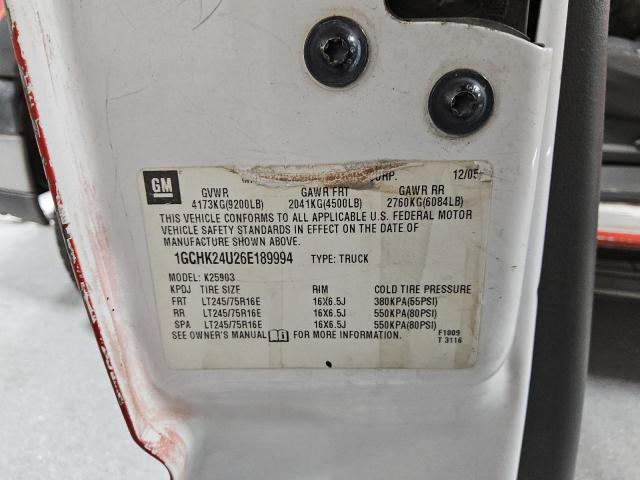 GM
CORP. 12/05
GVWR GAWR FRT GAWR RR
4173KG(9200LB) 2041KG(4500LB) 2760KG(6084LB)
THIS VEHICLE CONFORMS TO ALL APPLICABLE U.S. FEDERAL MOTOR
VEHICLE SAFETY STANDARDS IN EFFECT ON THE DATE OF
MANUFACTURE SHOWN ABOVE.
1GCHK24U26E189994 TYPE: TRUCK
MODEL: K25903
KPDJ TIRE SIZE RIM COLD TIRE PRESSURE
FRT LT245/75R16E 16X6.5J 380KPA(55PSI)
RR LT245/75R16E 16X6.5J 550KPA(80PSI)
SPA LT245/75R16E 16X6.5J 550KPA(80PSI)
SEE OWNER'S MANUAL FOR MORE INFORMATION.
F1009
T 3116